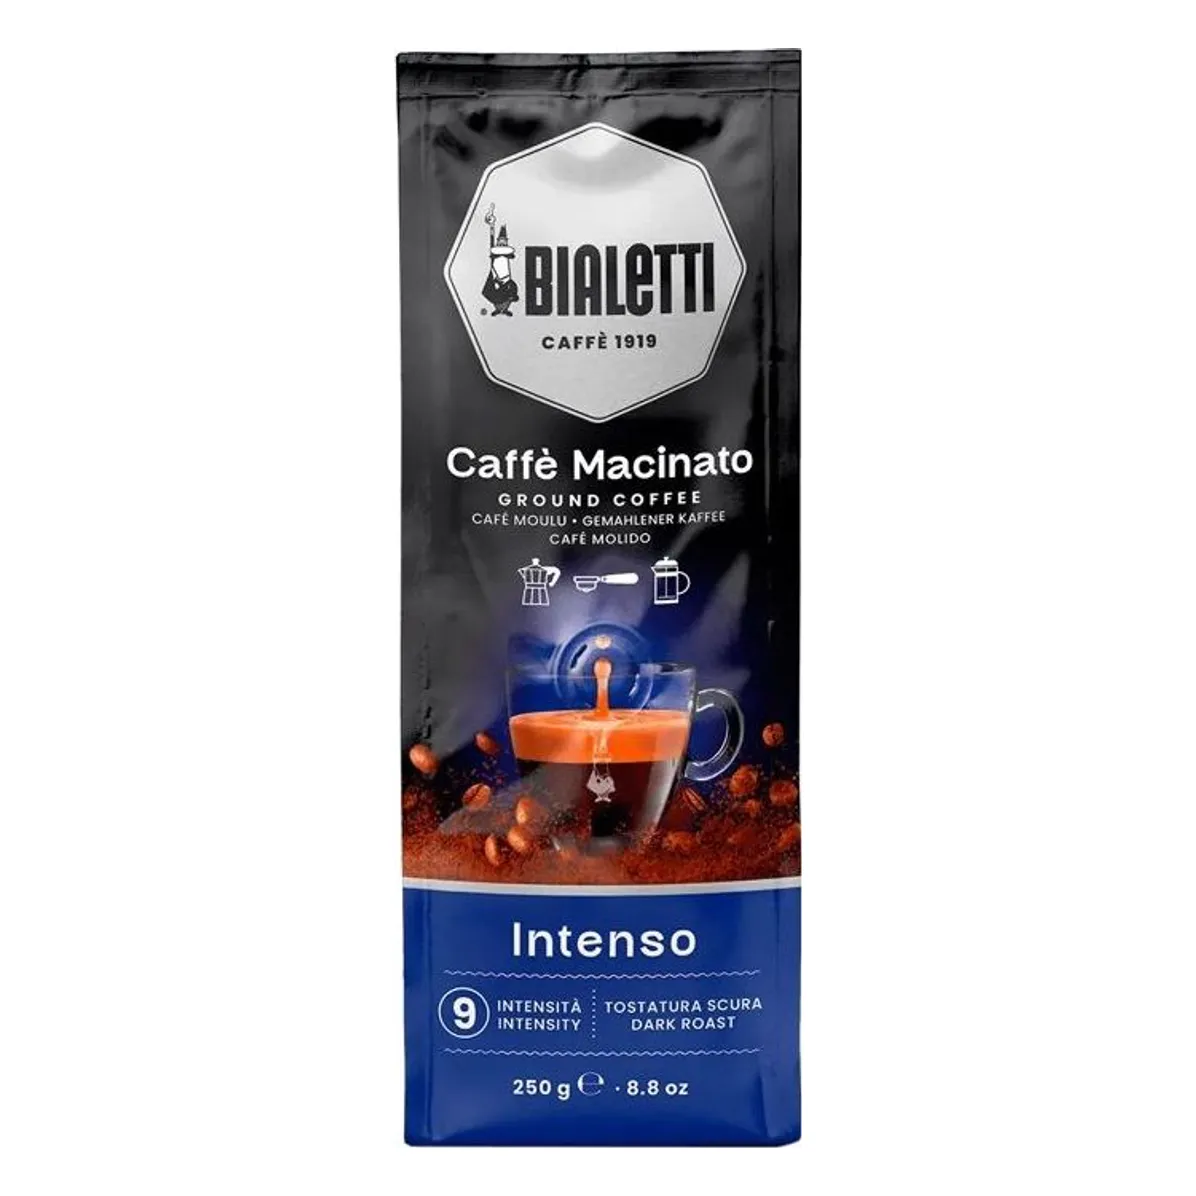 BIALETTI
CAFFÈ 1919
Caffè Macinato
GROUND COFFEE
CAFÉ MOULU • GEMAHLENER KAFFEE
CAFÉ MOLIDO
Intenso
9 INTENSITÀ
INTENSITY
TOSTATURA SCURA
DARK ROAST
250 g ℮ · 8.8 oz